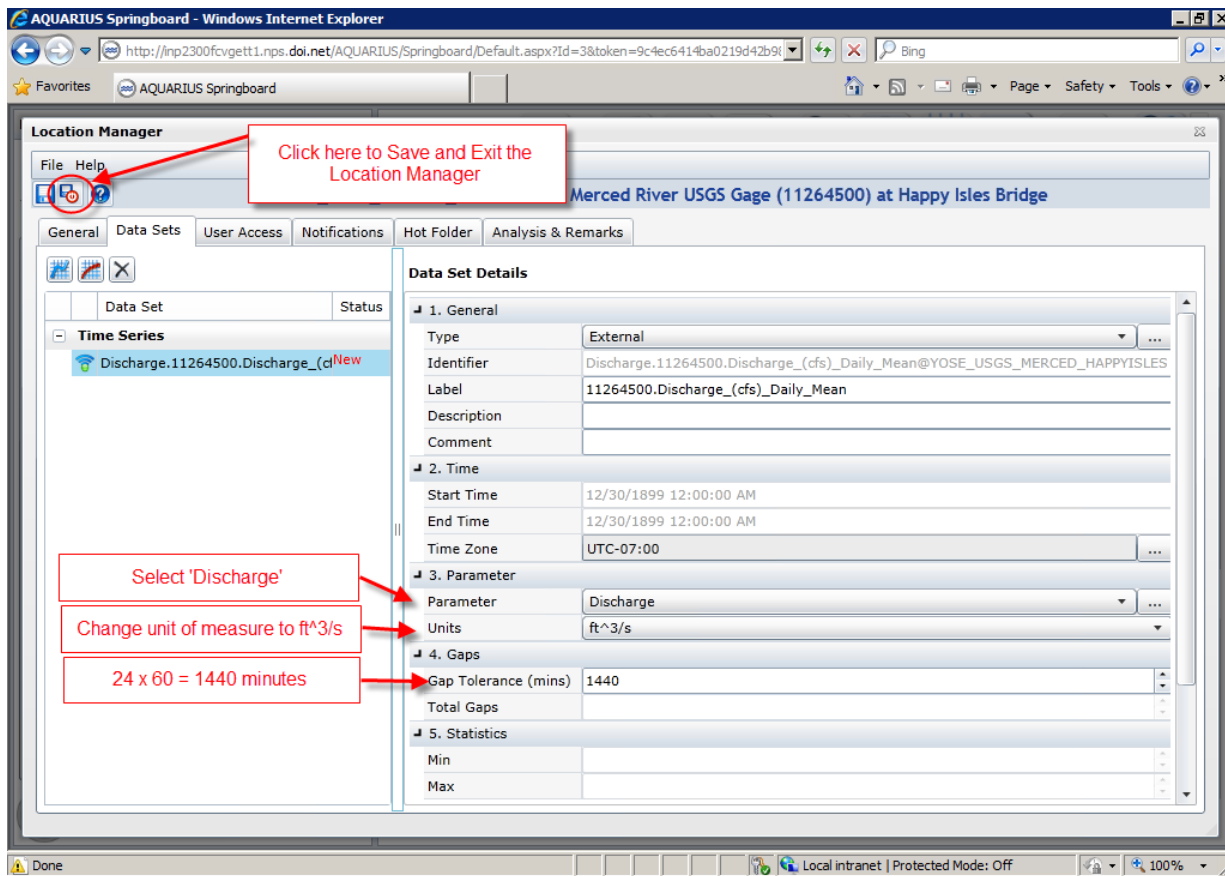 AQUARIUS Springboard - Windows Internet Explorer
http://inp2300fcvgett1.nps.doi.net/AQUARIUS/Springboard/Default.aspx?Id=3&token=9c4ec6414ba0219d42b98
Bing
Favorites
AQUARIUS Springboard
Page
Safety
Tools
Location Manager
File Help
Click here to Save and Exit the
Location Manager
Merced River USGS Gage (11264500) at Happy Isles Bridge
General
Data Sets
User Access
Notifications
Hot Folder
Analysis & Remarks
Data Set
Status
Time Series
Discharge.11264500.Discharge_(cf
New
Data Set Details
1. General
Type
External
...
Identifier
Discharge.11264500.Discharge_(cfs)_Daily_Mean@YOSE_USGS_MERCED_HAPPYISLES
Label
11264500.Discharge_(cfs)_Daily_Mean
Description
Comment
2. Time
Start Time
12/30/1899 12:00:00 AM
End Time
12/30/1899 12:00:00 AM
Time Zone
UTC-07:00
...
Select 'Discharge'
3. Parameter
Parameter
Discharge
...
Change unit of measure to ft^3/s
Units
ft^3/s
4. Gaps
24 x 60 = 1440 minutes
Gap Tolerance (mins)
1440
Total Gaps
5. Statistics
Min
Max
Done
Local intranet | Protected Mode: Off
100%